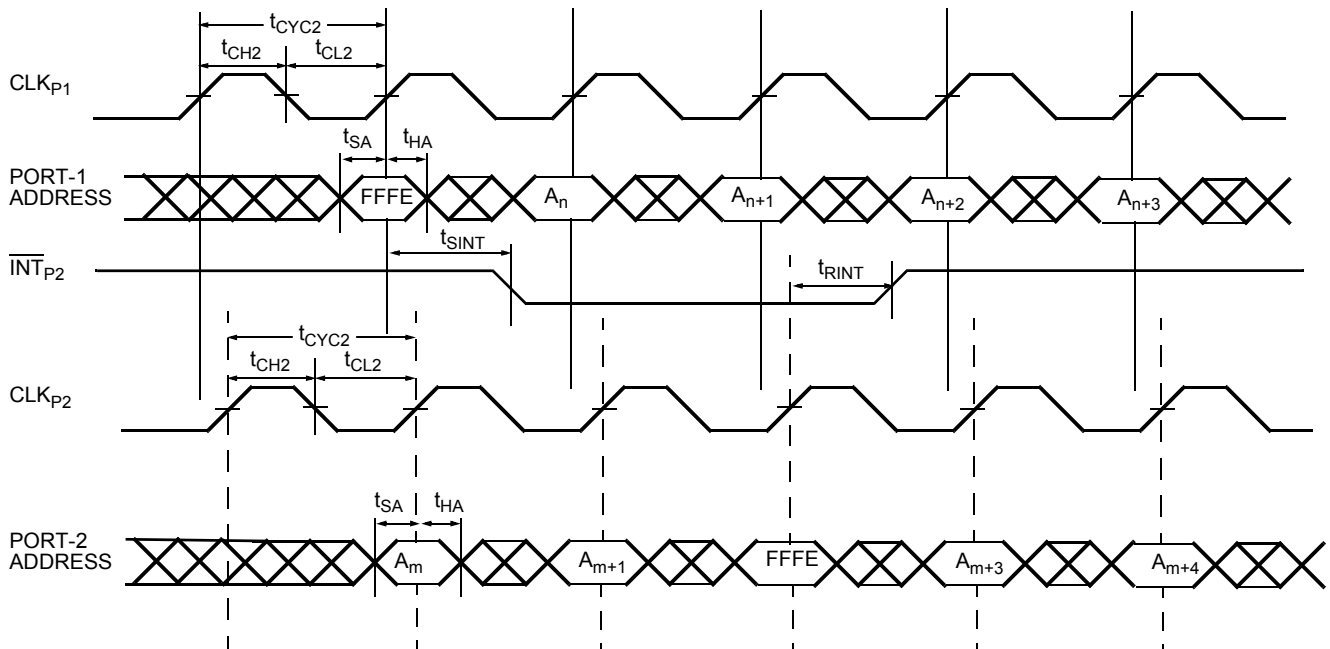 tCYC2
tCH2 tCL2
CLKP1
tSA tHA
PORT-1
ADDRESS
FFFE An An+1 An+2 An+3
tSINT
INTP2
tRINT
tCYC2
tCH2 tCL2
CLKP2
tSA tHA
PORT-2
ADDRESS
Am Am+1 FFFE Am+3 Am+4